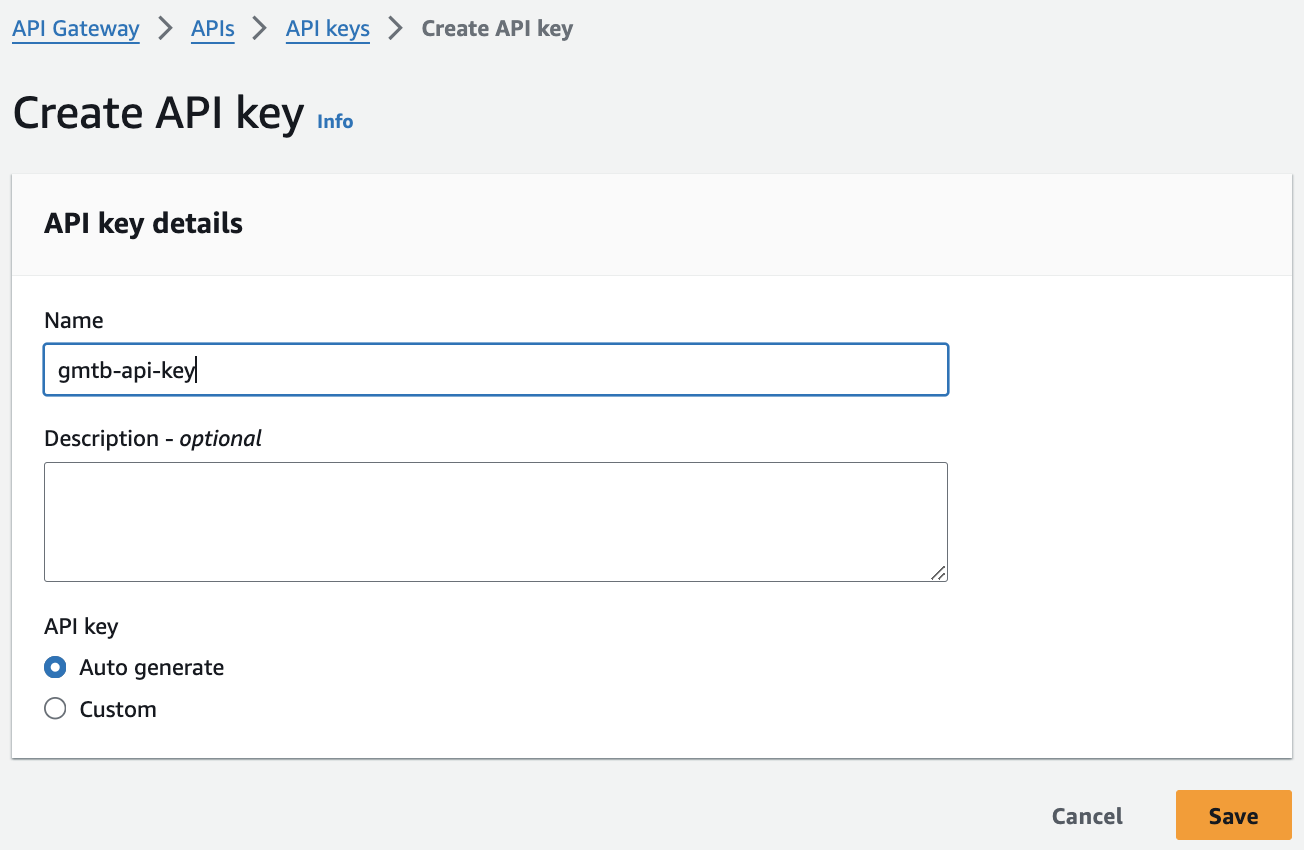 API Gateway > APIs > API keys > Create API key
Create API key Info
API key details
Name
gmtb-api-key
Description - optional
API key
Auto generate
Custom
Cancel Save